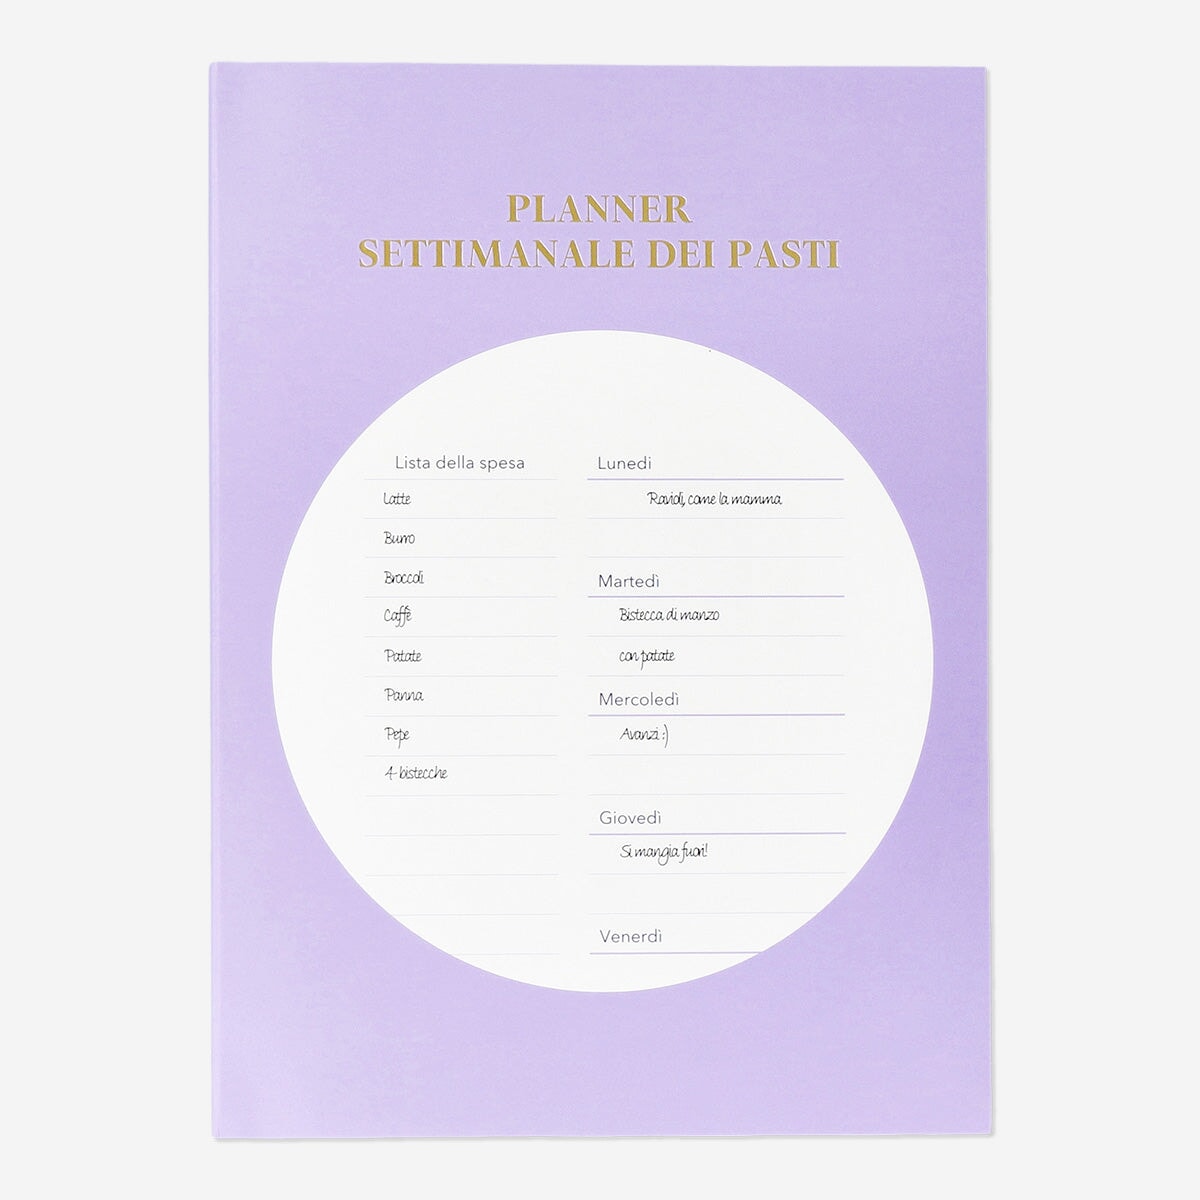 PLANNER
SETTIMANALE DEI PASTI
Lista della spesa
Latte
Burro
Broccoli
Caffè
Patate
Panna
Pepe
4 bistecche
Lunedì
Ravioli, come la mamma
Martedì
Bistecca di manzo
con patate
Mercoledì
Avanzi :)
Giovedì
Si mangia fuori!
Venerdì